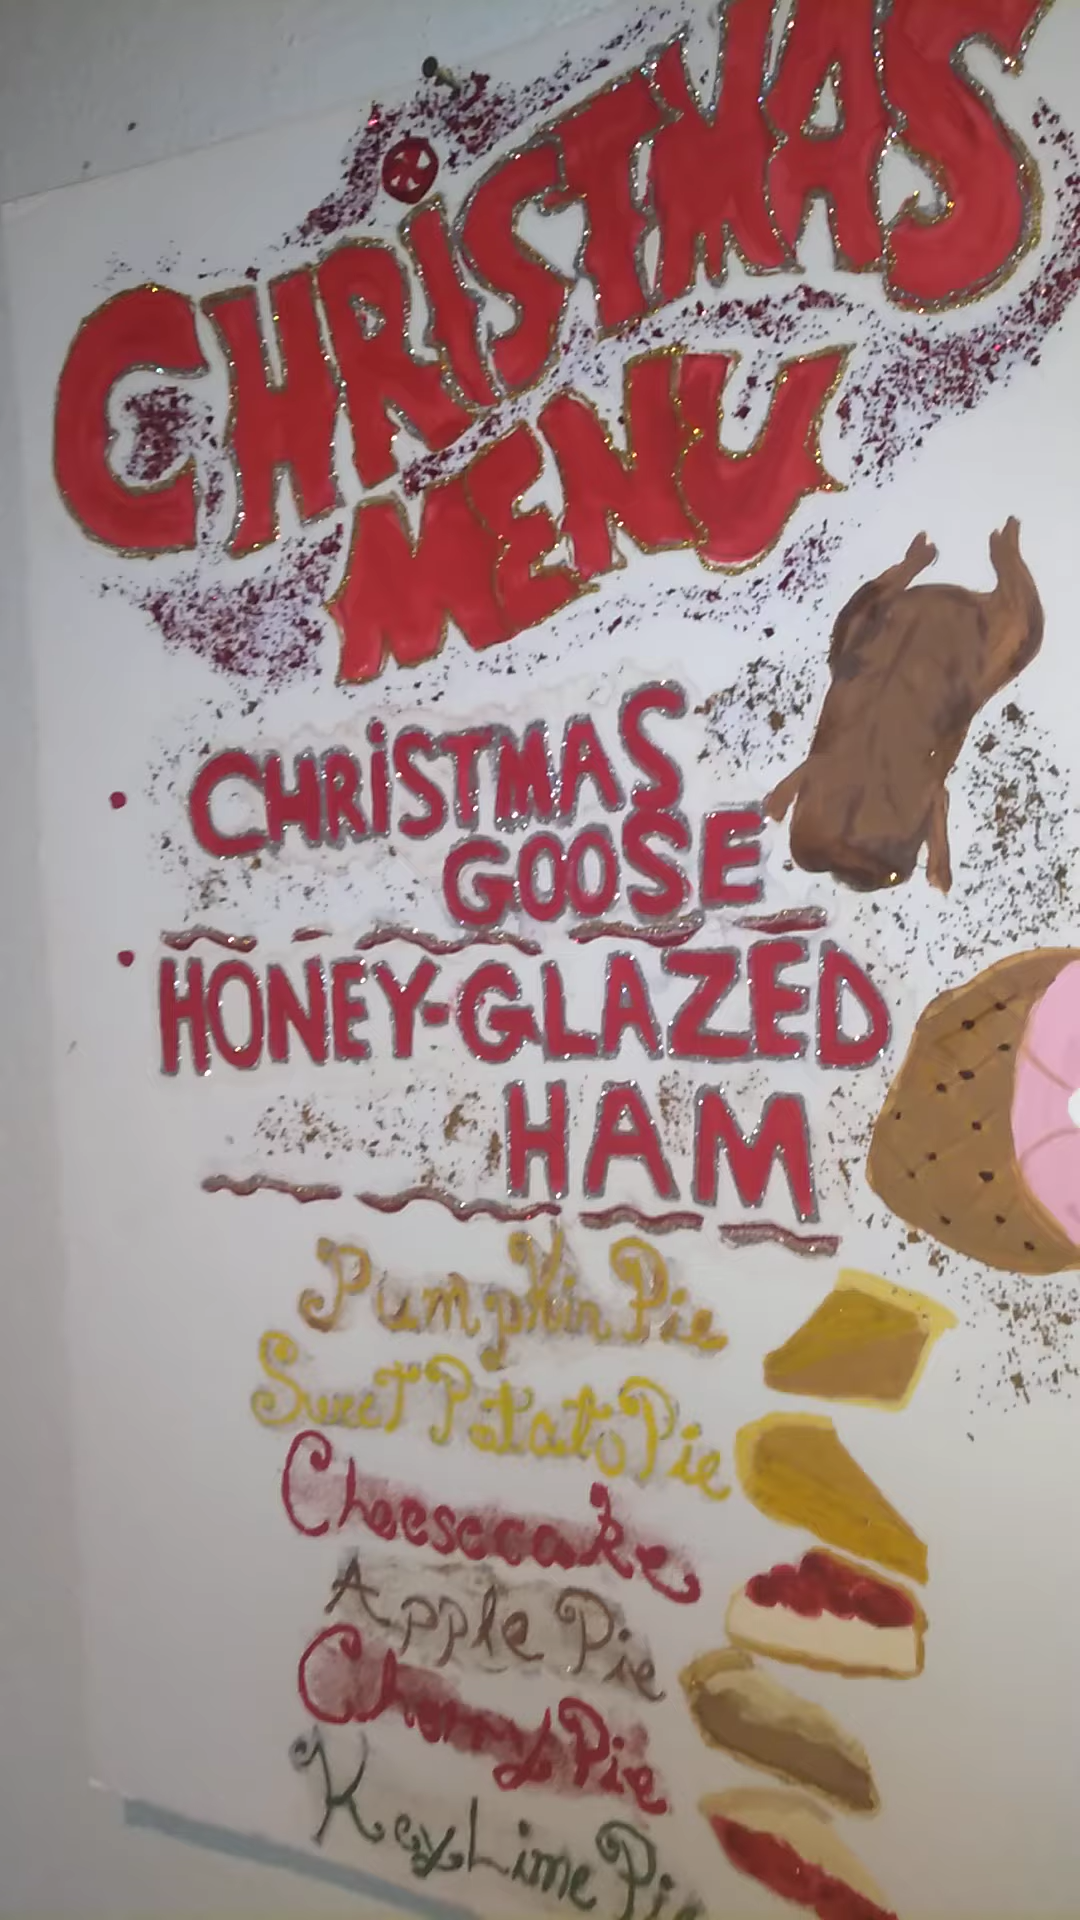 CHRiSTMAS
MENU
CHRiSTMAS
GOOSE
HONEY-GLAZED
HAM
Pumpkin Pie
Sweet Potato Pie
Cheesecake
Apple Pie
Cherry Pie
Key Lime Pie